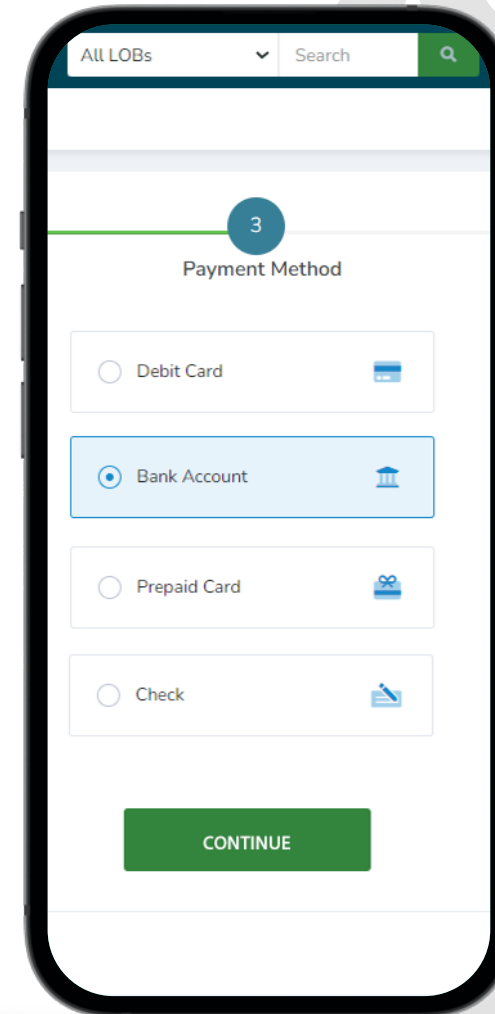 All LOBs Search
3
Payment Method
Debit Card
Bank Account
Prepaid Card
Check
CONTINUE